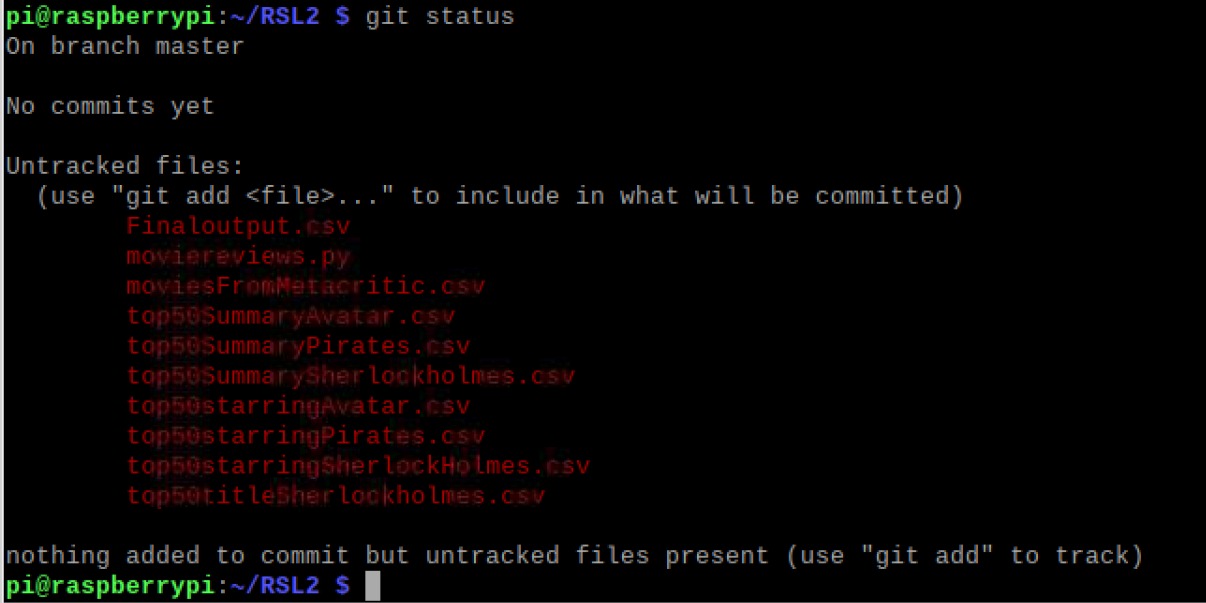 pi@raspberrypi:~/RSL2 $ git status
On branch master
No commits yet
Untracked files:
(use "git add <file>..." to include in what will be committed)
Finaloutput.csv
moviereviews.py
moviesFromMetacritic.csv
top50SummaryAvatar.csv
top50SummaryPirates.csv
top50SummarySherlockholmes.csv
top50starringAvatar.csv
top50starringPirates.csv
top50starringSherlockHolmes.csv
top50titleSherlockholmes.csv
nothing added to commit but untracked files present (use "git add" to track)
pi@raspberrypi:~/RSL2 $